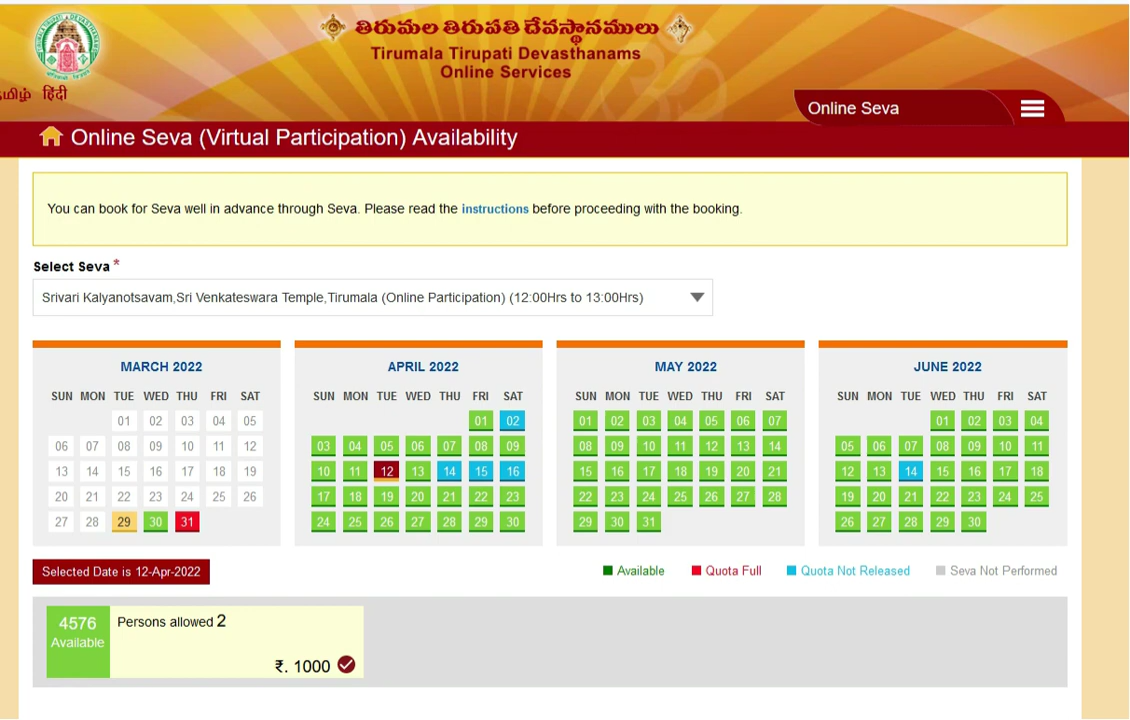 తిరుమల తిరుపతి దేవస్థానములు
Tirumala Tirupati Devasthanams
Online Services
தமிழ் हिंदी
Online Seva
Online Seva (Virtual Participation) Availability
You can book for Seva well in advance through Seva. Please read the instructions before proceeding with the booking.
Select Seva *
Srivari Kalyanotsavam,Sri Venkateswara Temple,Tirumala (Online Participation) (12:00Hrs to 13:00Hrs)
MARCH 2022
SUN MON TUE WED THU FRI SAT
01 02 03 04 05
06 07 08 09 10 11 12
13 14 15 16 17 18 19
20 21 22 23 24 25 26
27 28 29 30 31
APRIL 2022
SUN MON TUE WED THU FRI SAT
01 02
03 04 05 06 07 08 09
10 11 12 13 14 15 16
17 18 19 20 21 22 23
24 25 26 27 28 29 30
MAY 2022
SUN MON TUE WED THU FRI SAT
01 02 03 04 05 06 07
08 09 10 11 12 13 14
15 16 17 18 19 20 21
22 23 24 25 26 27 28
29 30 31
JUNE 2022
SUN MON TUE WED THU FRI SAT
01 02 03 04
05 06 07 08 09 10 11
12 13 14 15 16 17 18
19 20 21 22 23 24 25
26 27 28 29 30
Selected Date is 12-Apr-2022
Available Quota Full Quota Not Released Seva Not Performed
4576
Available
Persons allowed 2
₹. 1000